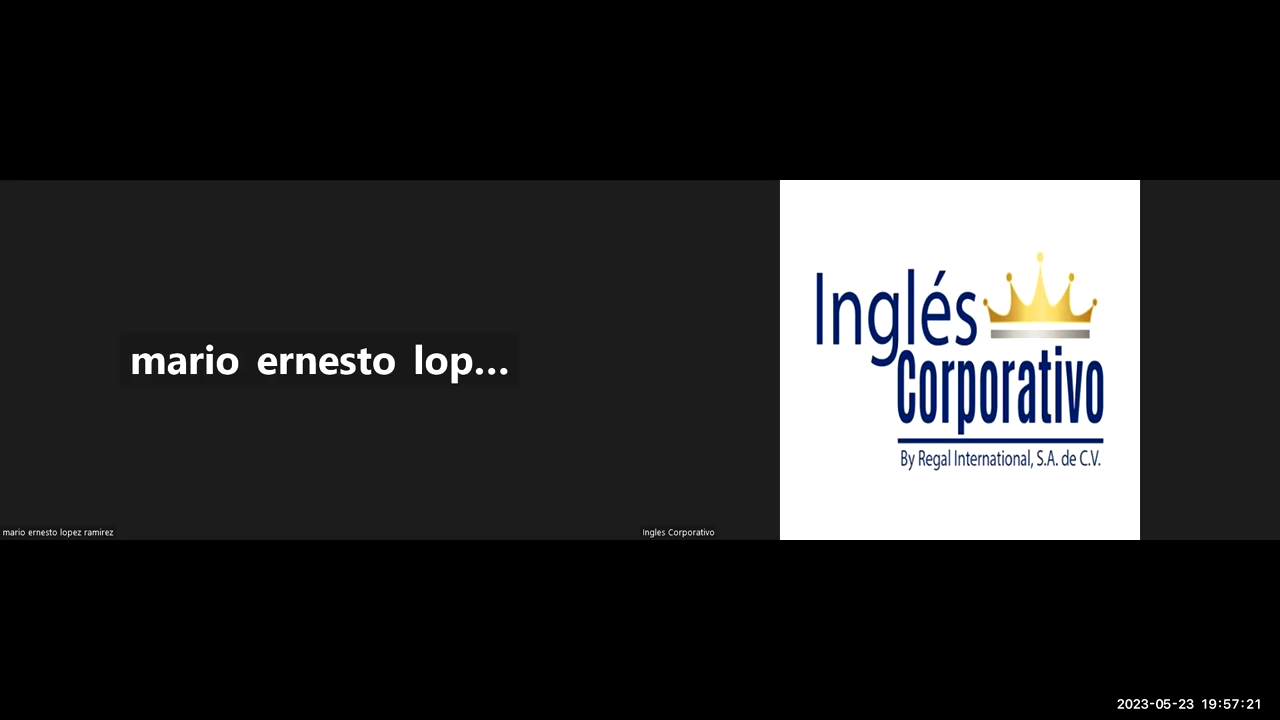 mario ernesto lop...
mario ernesto lopez ramirez
Inglés
Corporativo
By Regal International, S.A. de C.V.
Ingles Corporativo
2023-05-23 19:57:21